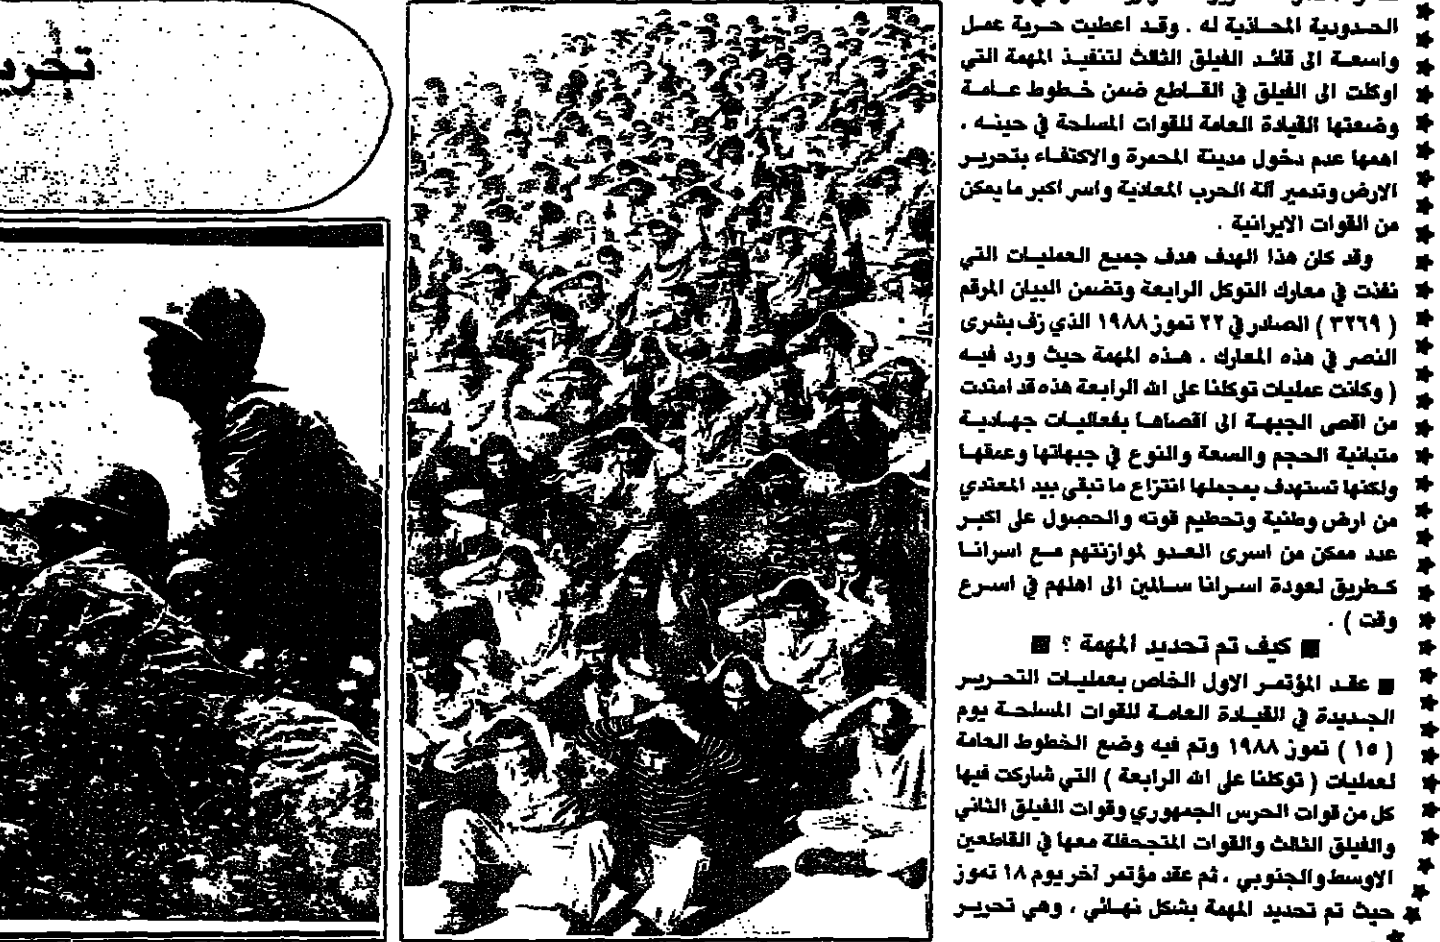 الحدودية المحاذية له . وقد اعطيت حرية عمل
واسعة الى قائد الفيلق الثالث لتنفيذ المهمة التي
اوكلت الى الفيلق في القاطع ضمن خطوط عامة
وضعتها القيادة العامة للقوات المسلحة في حينه .
اهمها عدم دخول مدينة المحمرة والاكتفاء بتحرير
الارض وتدمير آلة الحرب المعادية واسر اكبر ما يمكن
من القوات الايرانية .
وقد كان هذا الهدف هدف جميع العمليات التي
نفذت في معارك التوكل الرابعة وتضمن البيان المرقم
( ٣٢٦٩ ) الصادر في ٢٢ تموز ١٩٨٨ الذي زف بشرى
النصر في هذه المعارك . هذه المهمة حيث ورد فيه
( وكانت عمليات توكلنا على الله الرابعة هذه قد امتدت
من اقصى الجبهة الى اقصاها بفعاليات جهادية
متباينة الحجم والسعة والنوع في جبهاتها وعمقها
ولكنها تستهدف بمجملها انتزاع ما تبقى بيد المعتدي
من ارض وطنية وتحطيم قوته والحصول على اكبر
عدد ممكن من اسرى العدو لموازنتهم مع اسرانا
كطريق لعودة اسرانا سالمين الى اهلهم في اسرع
وقت ) .
■ كيف تم تحديد المهمة ؟ ■
■ عقد المؤتمر الاول الخاص بعمليات التحرير
الجديدة في القيادة العامة للقوات المسلحة يوم
( ١٥ ) تموز ١٩٨٨ وتم فيه وضع الخطوط العامة
لعمليات ( توكلنا على الله الرابعة ) التي شاركت فيها
كل من قوات الحرس الجمهوري وقوات الفيلق الثاني
والفيلق الثالث والقوات المتجحفلة معها في القاطعين
الاوسط والجنوبي . ثم عقد مؤتمر آخر يوم ١٨ تموز
حيث تم تحديد المهمة بشكل نهائي ، وهي تحرير